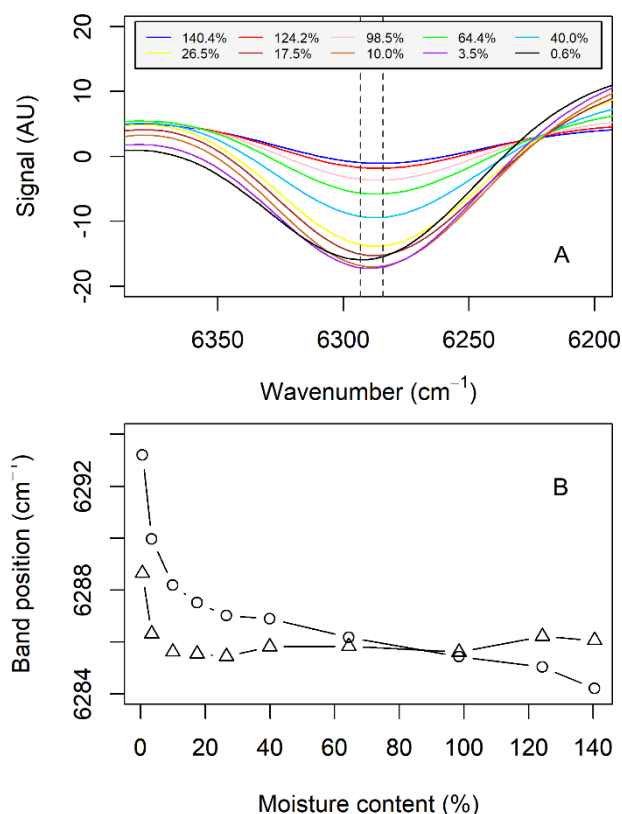 20
10
0
-10
-20
Signal (AU)
140.4% 124.2% 98.5% 64.4% 40.0%
26.5% 17.5% 10.0% 3.5% 0.6%
A
6350 6300 6250 6200
Wavenumber (cm⁻¹)
6292
6288
6284
Band position (cm⁻¹)
B
0 20 40 60 80 100 120 140
Moisture content (%)